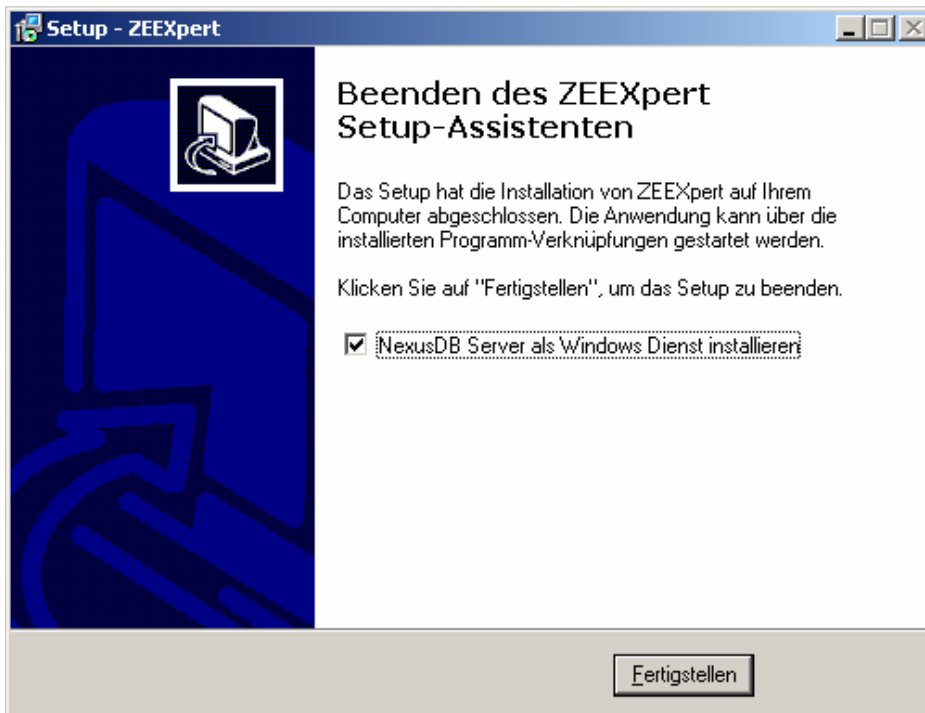 Setup - ZEEXpert
Beenden des ZEEXpert
Setup-Assistenten
Das Setup hat die Installation von ZEEXpert auf Ihrem
Computer abgeschlossen. Die Anwendung kann über die
installierten Programm-Verknüpfungen gestartet werden.
Klicken Sie auf "Fertigstellen", um das Setup zu beenden.
NexusDB Server als Windows Dienst installieren
Fertigstellen